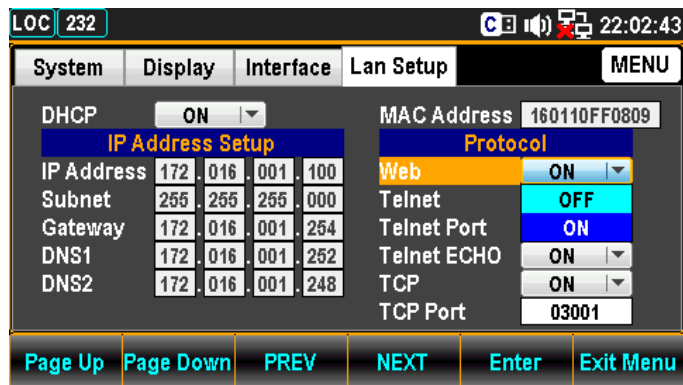 LOC 232 C 22:02:43
System Display Interface Lan Setup MENU
DHCP ON
IP Address Setup
IP Address 172 . 016 . 001 . 100
Subnet 255 . 255 . 255 . 000
Gateway 172 . 016 . 001 . 254
DNS1 172 . 016 . 001 . 252
DNS2 172 . 016 . 001 . 248
MAC Address 160110FF0809
Protocol
Web ON
Telnet OFF
Telnet Port ON
Telnet ECHO ON
TCP ON
TCP Port 03001
Page Up Page Down PREV NEXT Enter Exit Menu